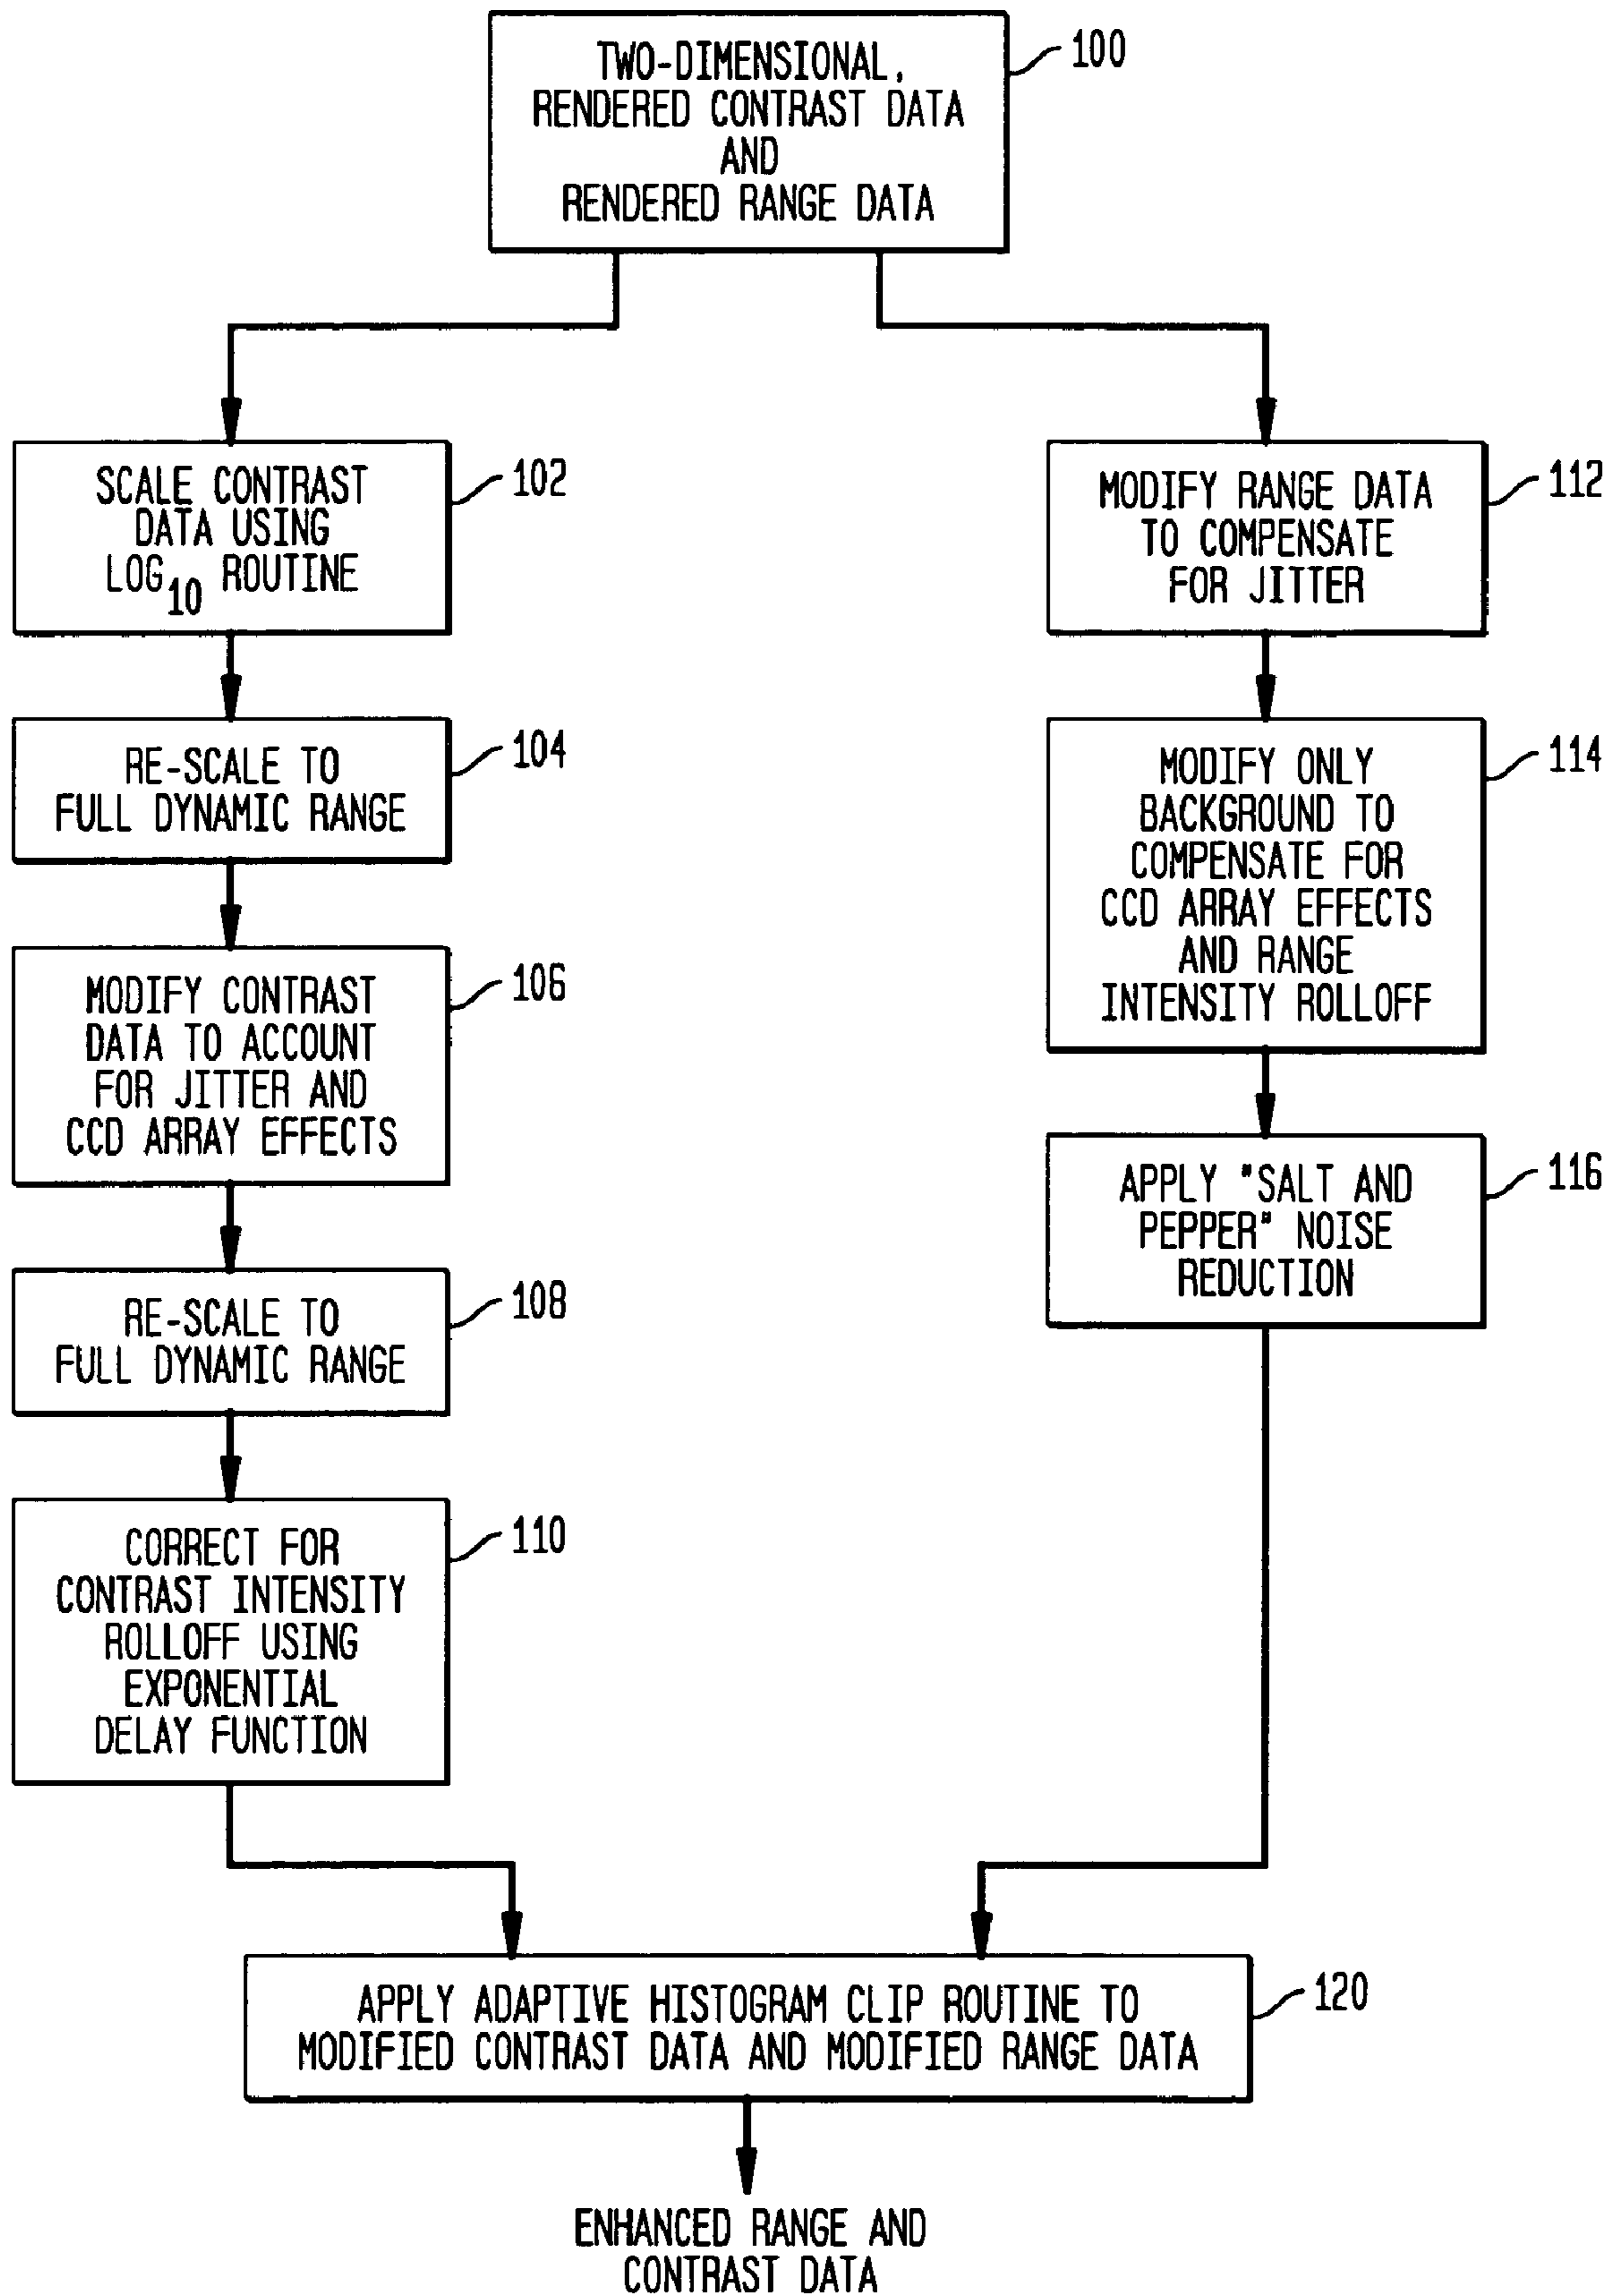 TWO-DIMENSIONAL,
RENDERED CONTRAST DATA
AND
RENDERED RANGE DATA
100
SCALE CONTRAST
DATA USING
LOG10 ROUTINE
102
RE-SCALE TO
FULL DYNAMIC RANGE
104
MODIFY CONTRAST
DATA TO ACCOUNT
FOR JITTER AND
CCD ARRAY EFFECTS
106
RE-SCALE TO
FULL DYNAMIC RANGE
108
CORRECT FOR
CONTRAST INTENSITY
ROLLOFF USING
EXPONENTIAL
DELAY FUNCTION
110
MODIFY RANGE DATA
TO COMPENSATE
FOR JITTER
112
MODIFY ONLY
BACKGROUND TO
COMPENSATE FOR
CCD ARRAY EFFECTS
AND RANGE
INTENSITY ROLLOFF
114
APPLY "SALT AND
PEPPER" NOISE
REDUCTION
116
APPLY ADAPTIVE HISTOGRAM CLIP ROUTINE TO
MODIFIED CONTRAST DATA AND MODIFIED RANGE DATA
120
ENHANCED RANGE AND
CONTRAST DATA